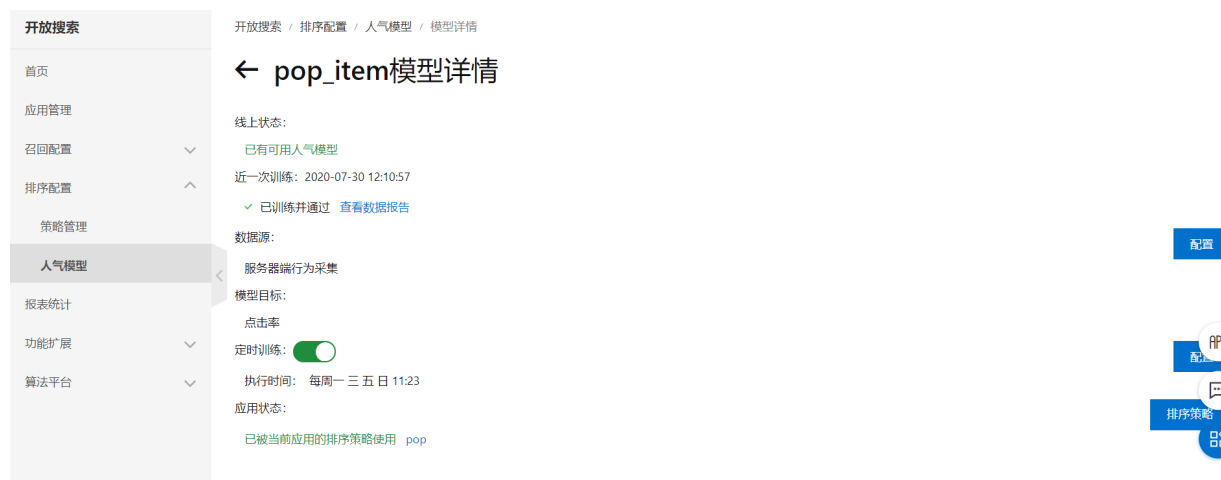 开放搜索
首页
应用管理
召回配置
排序配置
策略管理
人气模型
报表统计
功能扩展
算法平台
开放搜索 / 排序配置 / 人气模型 / 模型详情
pop_item模型详情
线上状态：
已有可用人气模型
近一次训练：2020-07-30 12:10:57
已训练并通过 查看数据报告
数据源：
配置
服务器端行为采集
模型目标：
点击率
定时训练：
执行时间： 每周一 三 五 日 11:23
应用状态：
排序策略
已被当前应用的排序策略使用 pop